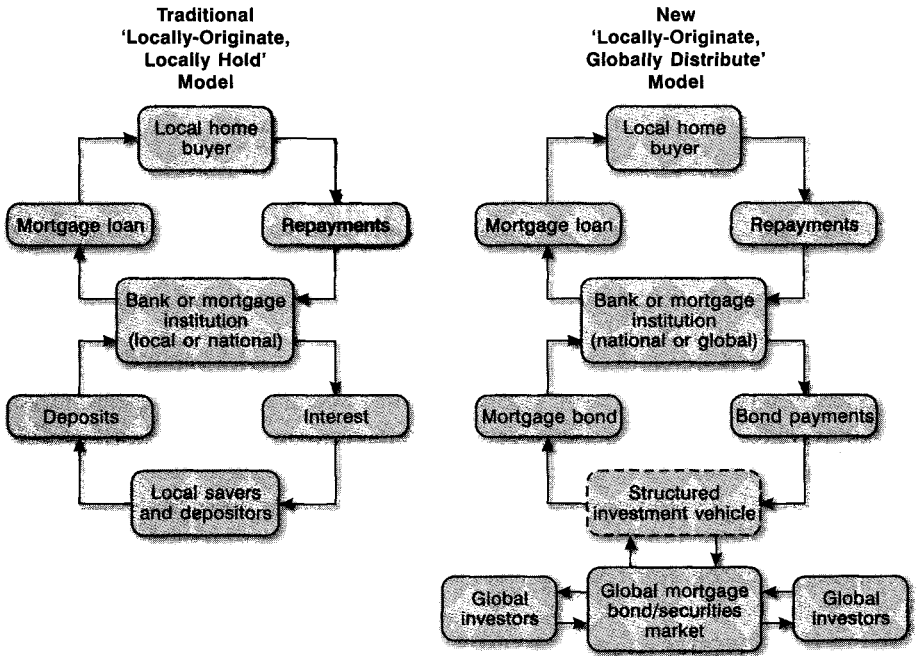 Traditional
‘Locally-Originate,
Locally Hold’
Model
Local home
buyer
Mortgage loan
Repayments
Bank or mortgage
institution
(local or national)
Deposits
Interest
Local savers
and depositors
New
‘Locally-Originate,
Globally Distribute’
Model
Local home
buyer
Mortgage loan
Repayments
Bank or mortgage
institution
(national or global)
Mortgage bond
Bond payments
Structured
investment vehicle
Global
investors
Global mortgage
bond/securities
market
Global
investors